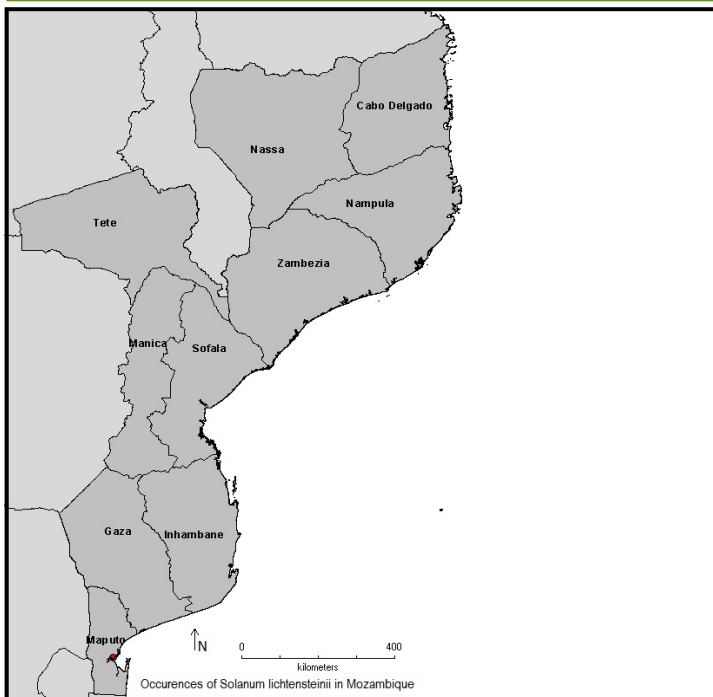 Cabo Delgado
Nassa
Nampula
Tete
Zambezia
Manica
Sofala
Gaza
Inhambane
Maputo
N
0 400
kilometers
Occurences of Solanum lichtensteinii in Mozambique